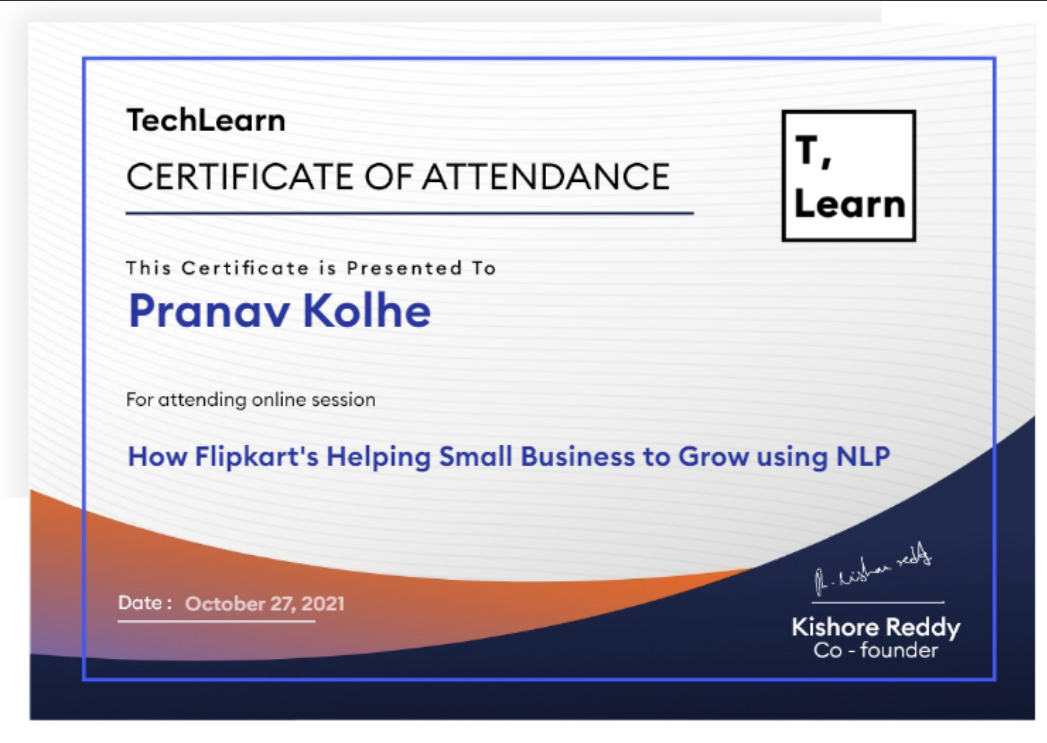 TechLearn
CERTIFICATE OF ATTENDANCE
T,
Learn
This Certificate is Presented To
Pranav Kolhe
For attending online session
How Flipkart's Helping Small Business to Grow using NLP
Date : October 27, 2021
R. Kishore reddy
Kishore Reddy
Co - founder